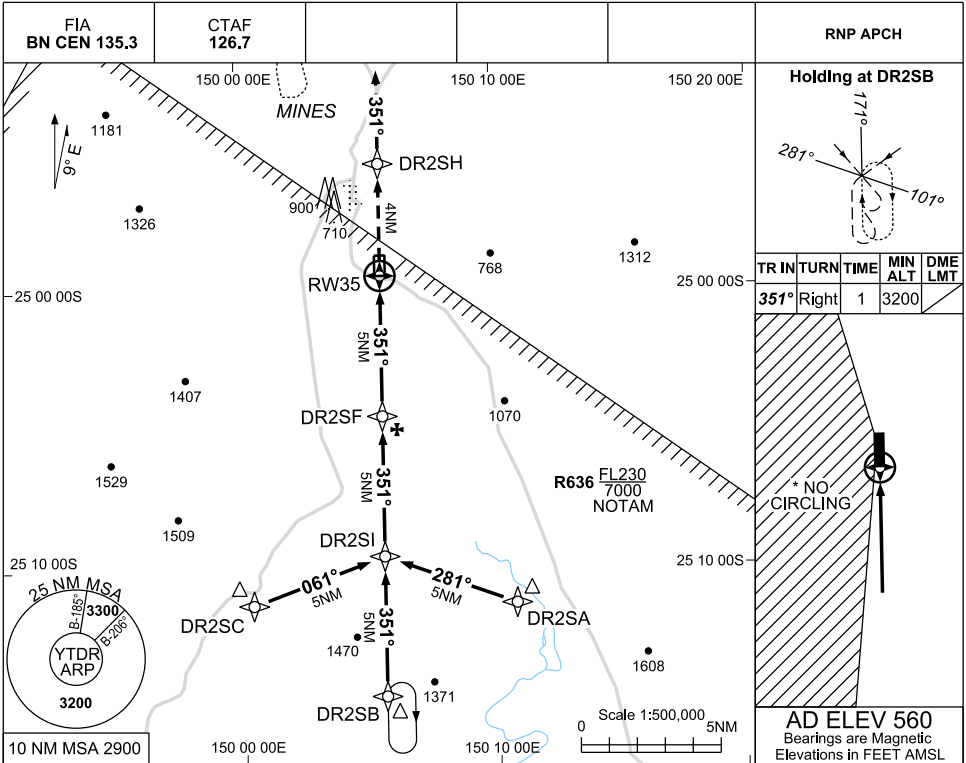 FIA
BN CEN 135.3
CTAF
126.7
RNP APCH
150 00 00E
150 10 00E
150 20 00E
MINES
1181
9° E
1326
351°
DR2SH
4NM
900
710
768
1312
RW35
25 00 00S
25 00 00S
351°
5NM
1407
DR2SF
1070
1529
351°
5NM
R636 FL230
7000
NOTAM
1509
DR2SI
25 10 00S
25 10 00S
061°
5NM
281°
5NM
DR2SC
DR2SA
351°
5NM
1470
1608
1371
DR2SB
25 NM MSA
B-185°
3300
B-206°
YTDR
ARP
3200
10 NM MSA 2900
150 00 00E
150 10 00E
Scale 1:500,000
0
5NM
Holding at DR2SB
171°
281°
101°
TR IN TURN TIME MIN ALT DME LMT
351° Right 1 3200
* NO
CIRCLING
AD ELEV 560
Bearings are Magnetic
Elevations in FEET AMSL